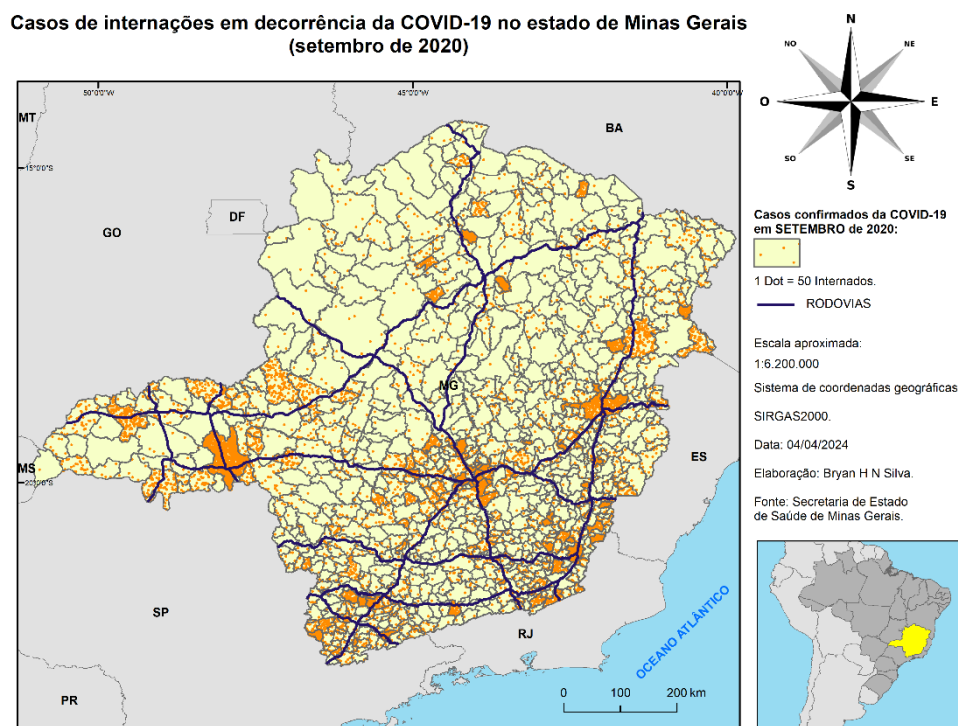 Casos de internações em decorrência da COVID-19 no estado de Minas Gerais
(setembro de 2020)
N
NO
NE
O
E
SO
SE
S
50°0'0"O
45°0'0"O
40°0'0"O
MT
BA
15°0'0"S
GO
DF
MG
MS
20°0'0"S
ES
SP
RJ
PR
OCEANO ATLÂNTICO
0 100 200 km
Casos confirmados da COVID-19
em SETEMBRO de 2020:
1 Dot = 50 Internados.
RODOVIAS
Escala aproximada:
1:6.200.000
Sistema de coordenadas geográficas
SIRGAS2000.
Data: 04/04/2024
Elaboração: Bryan H N Silva.
Fonte: Secretaria de Estado
de Saúde de Minas Gerais.